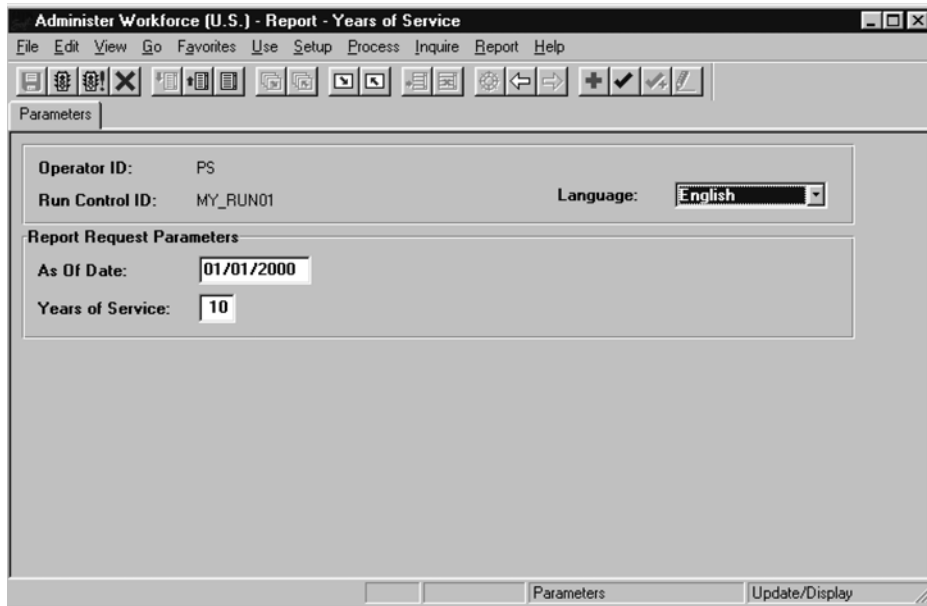 Administer Workforce (U.S.) - Report - Years of Service
File Edit View Go Favorites Use Setup Process Inquire Report Help
Parameters
Operator ID: PS
Run Control ID: MY_RUN01 Language: English
Report Request Parameters
As Of Date: 01/01/2000
Years of Service: 10
Parameters Update/Display